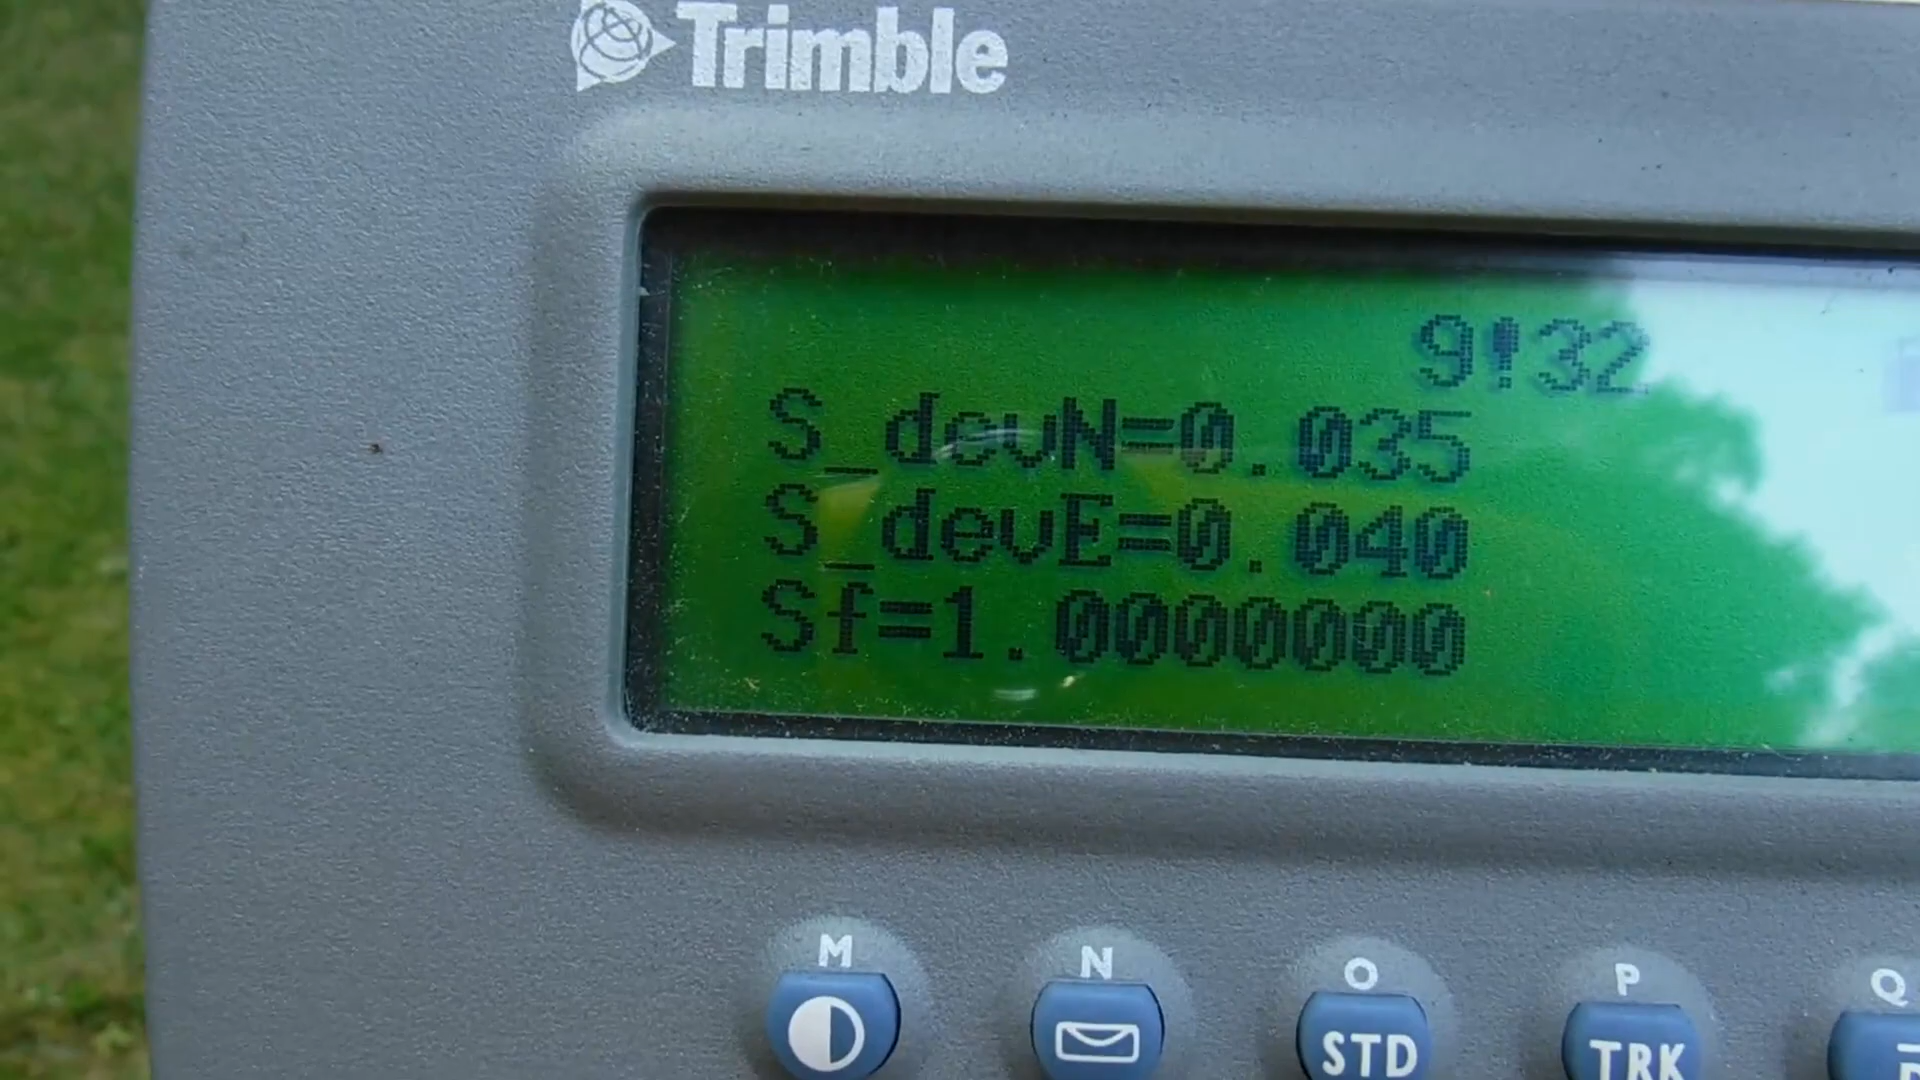 Trimble
9!32
S_devN=0.035
S_devE=0.040
Sf=1.0000000
M N O P Q
STD TRK